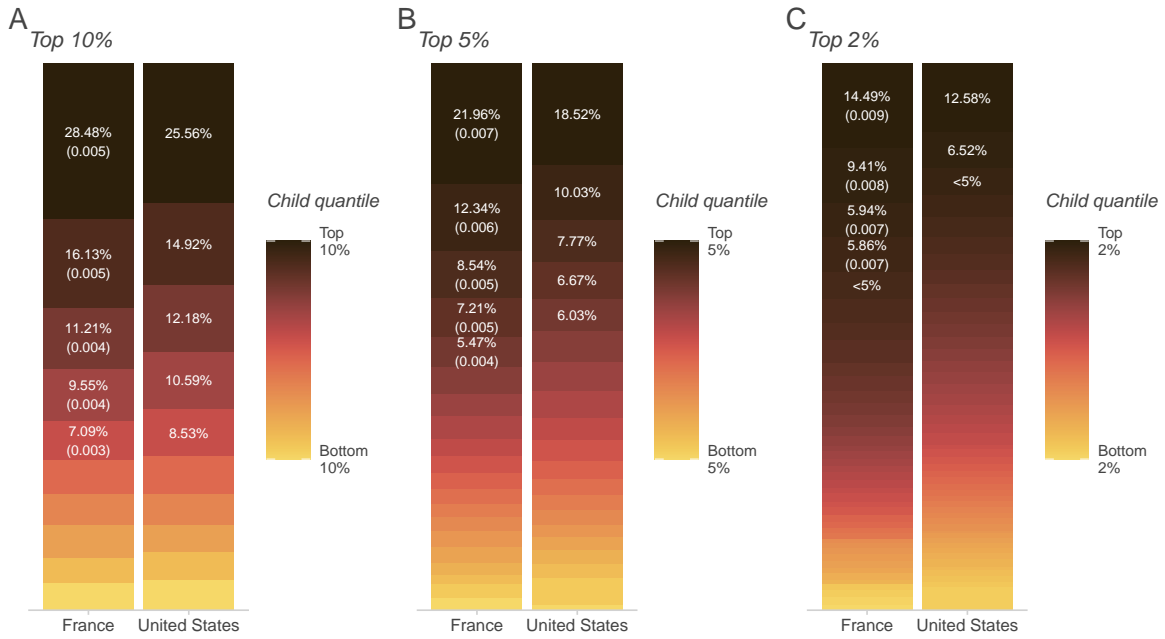 A
Top 10%
28.48%
(0.005)
16.13%
(0.005)
11.21%
(0.004)
9.55%
(0.004)
7.09%
(0.003)
25.56%
14.92%
12.18%
10.59%
8.53%
France
United States
Child quantile
Top
10%
Bottom
10%
B
Top 5%
21.96%
(0.007)
12.34%
(0.006)
8.54%
(0.005)
7.21%
(0.005)
5.47%
(0.004)
18.52%
10.03%
7.77%
6.67%
6.03%
France
United States
Child quantile
Top
5%
Bottom
5%
C
Top 2%
14.49%
(0.009)
9.41%
(0.008)
5.94%
(0.007)
5.86%
(0.007)
<5%
12.58%
6.52%
<5%
France
United States
Child quantile
Top
2%
Bottom
2%